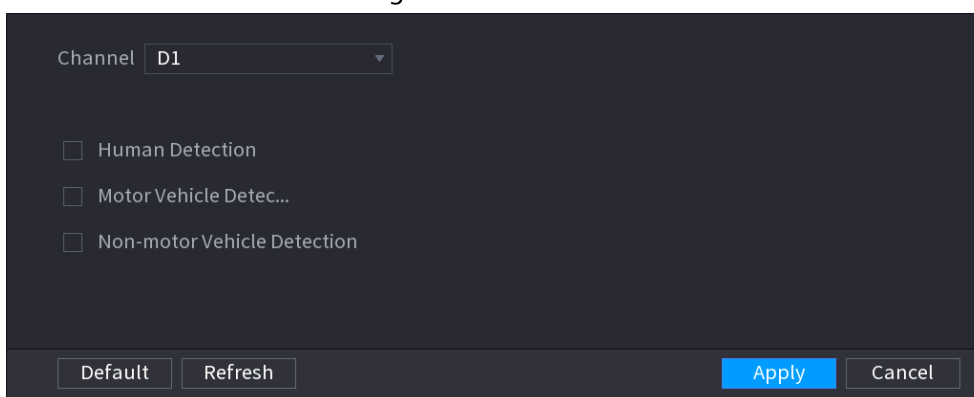 Channel D1
Human Detection
Motor Vehicle Detec...
Non-motor Vehicle Detection
Default Refresh Apply Cancel